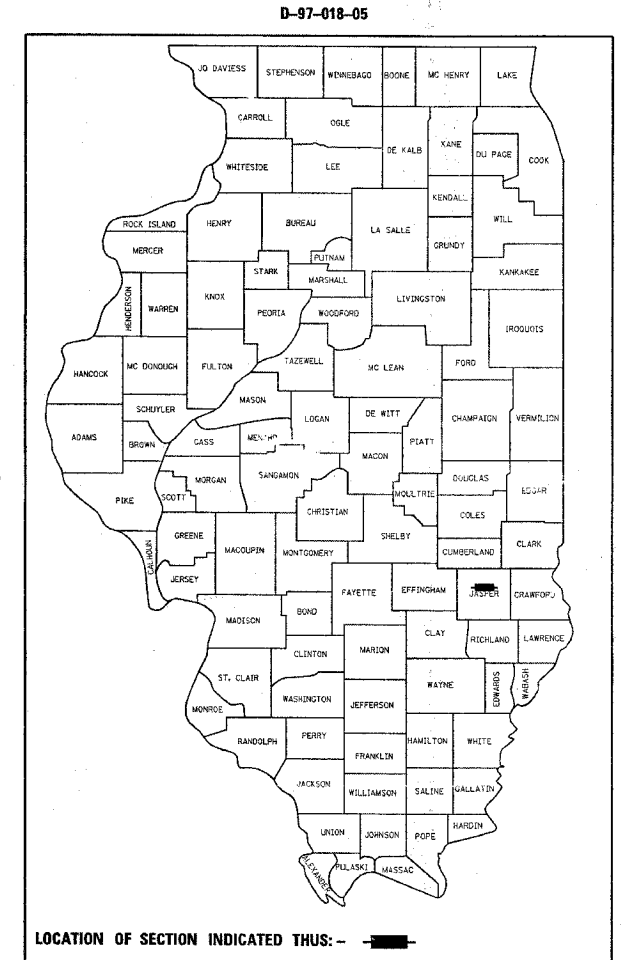 D-97-018-05
JO DAVIESS
STEPHENSON
WINNEBAGO
BOONE
MC HENRY
LAKE
CARROLL
OGLE
DE KALB
KANE
DU PAGE
COOK
WHITESIDE
LEE
KENDALL
WILL
ROCK ISLAND
HENRY
BUREAU
LA SALLE
GRUNDY
MERCER
PUTNAM
STARK
MARSHALL
KANKAKEE
HENDERSON
WARREN
KNOX
PEORIA
WOODFORD
LIVINGSTON
IROQUOIS
HANCOCK
MC DONOUGH
FULTON
TAZEWELL
MC LEAN
FORD
MASON
SCHUYLER
LOGAN
DE WITT
CHAMPAIGN
VERMILION
ADAMS
BROWN
CASS
MACON
PIATT
MORGAN
SANGAMON
DOUGLAS
EDGAR
PIKE
SCOTT
CHRISTIAN
MOULTRIE
COLES
GREENE
MACOUPIN
MONTGOMERY
SHELBY
CUMBERLAND
CLARK
CALHOUN
JERSEY
FAYETTE
EFFINGHAM
JASPER
CRAWFORD
MADISON
BOND
CLAY
RICHLAND
LAWRENCE
CLINTON
MARION
ST. CLAIR
WAYNE
EDWARDS
WABASH
WASHINGTON
JEFFERSON
MONROE
RANDOLPH
PERRY
HAMILTON
WHITE
FRANKLIN
JACKSON
WILLIAMSON
SALINE
GALLATIN
UNION
JOHNSON
POPE
HARDIN
ALEXANDER
PULASKI
MASSAC
LOCATION OF SECTION INDICATED THUS: -